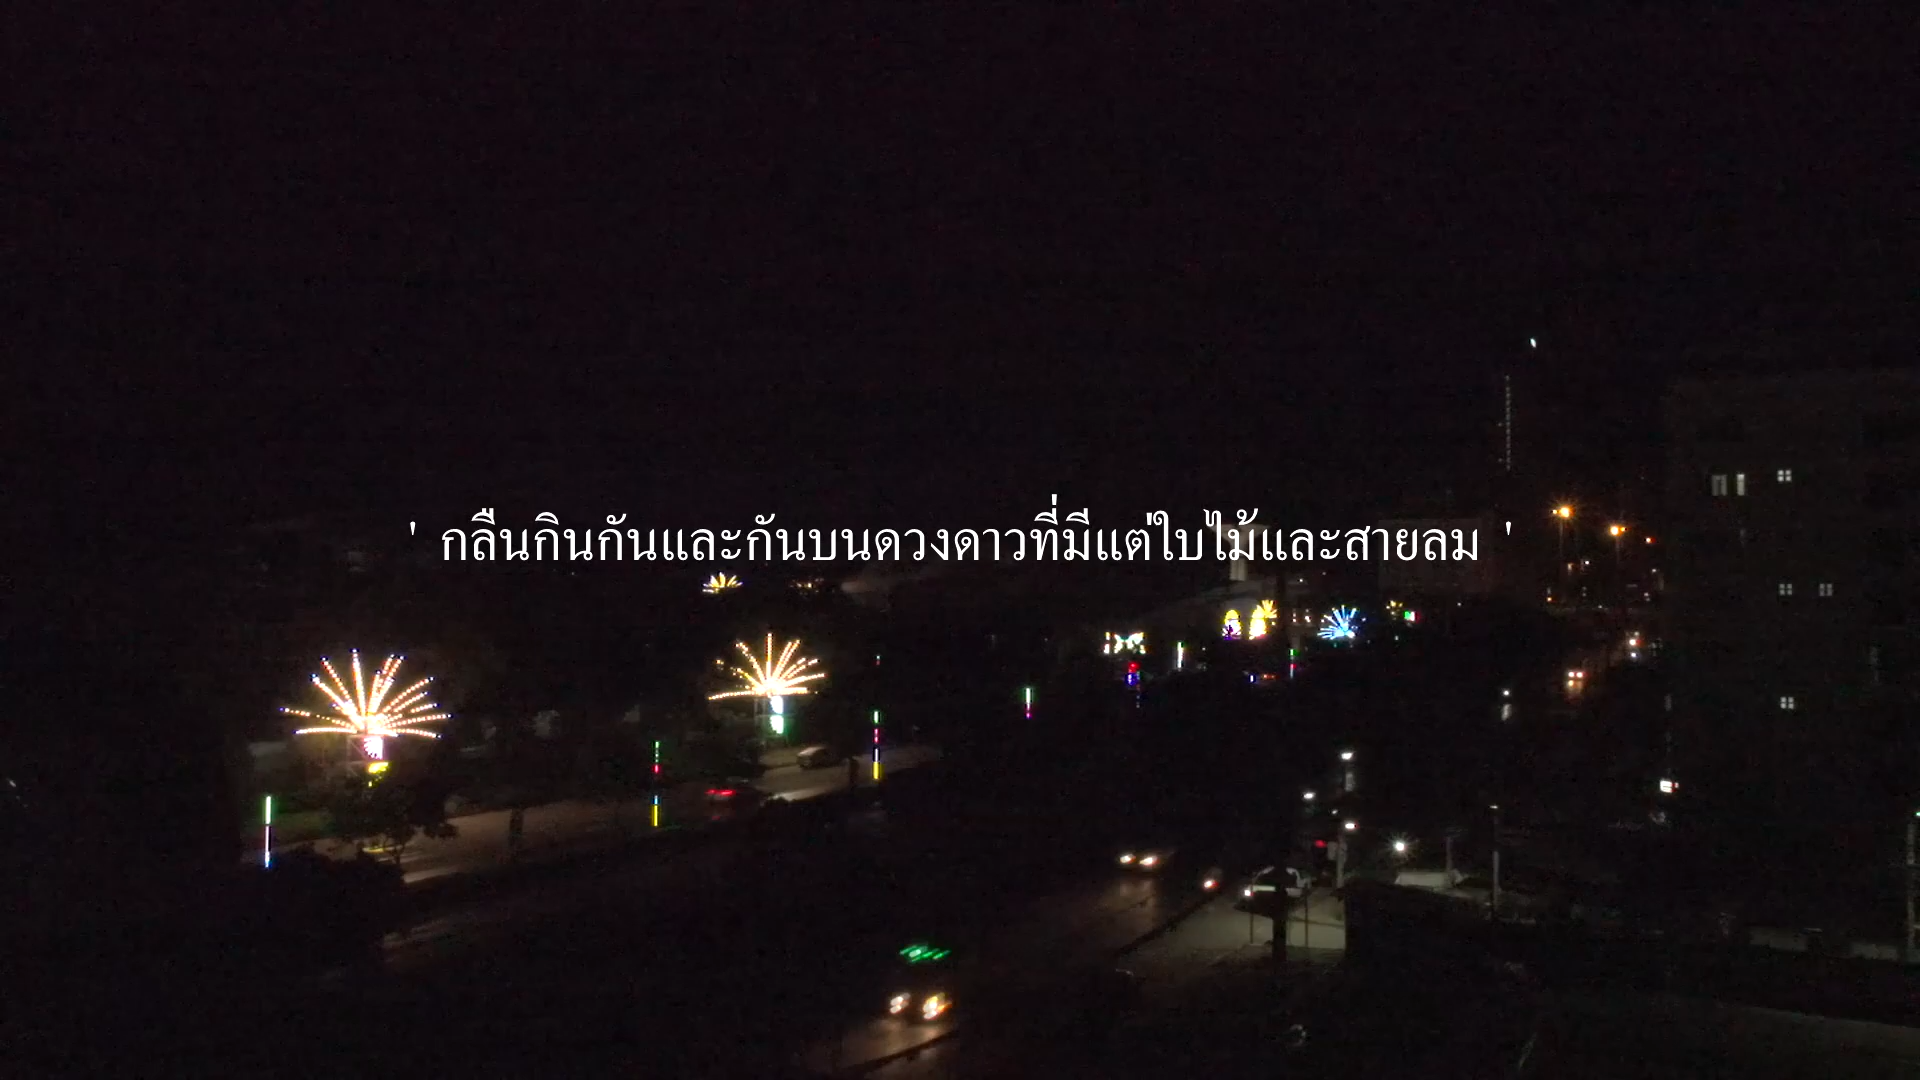 ' กลืนกินกันและกันบนดวงดาวที่มีแต่ใบไม้และสายลม '